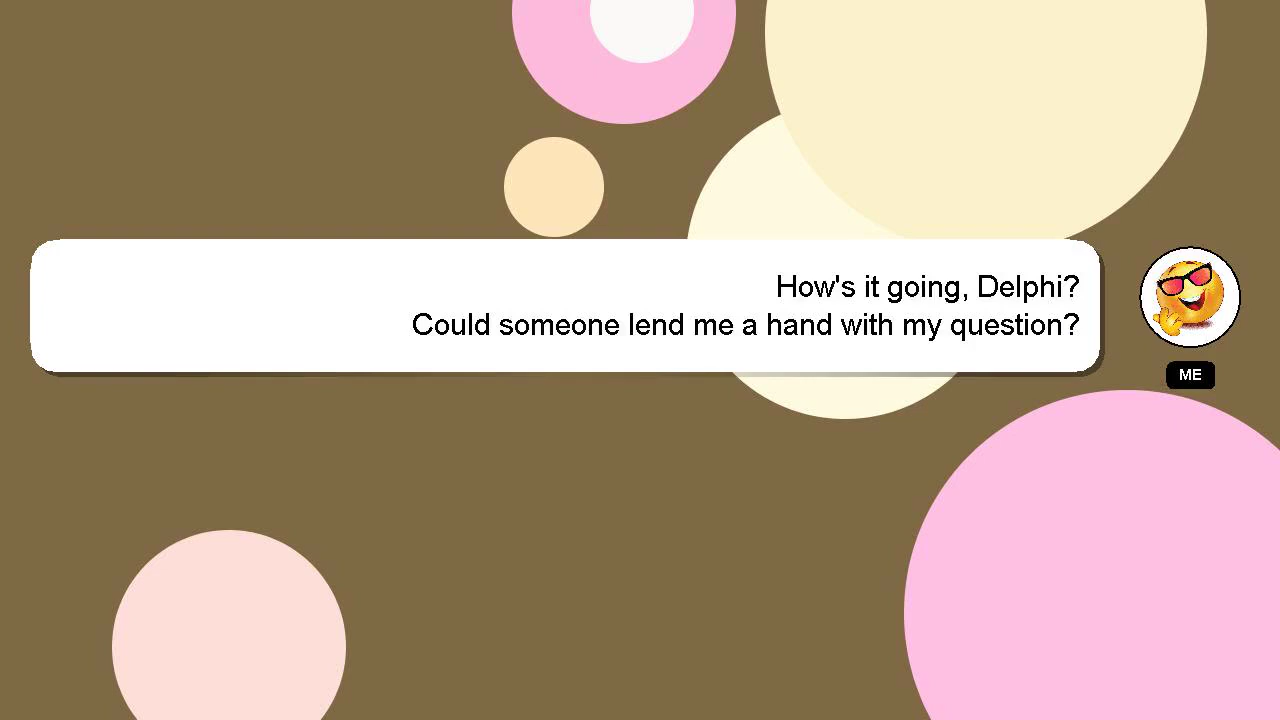 How's it going, Delphi?
Could someone lend me a hand with my question?
ME